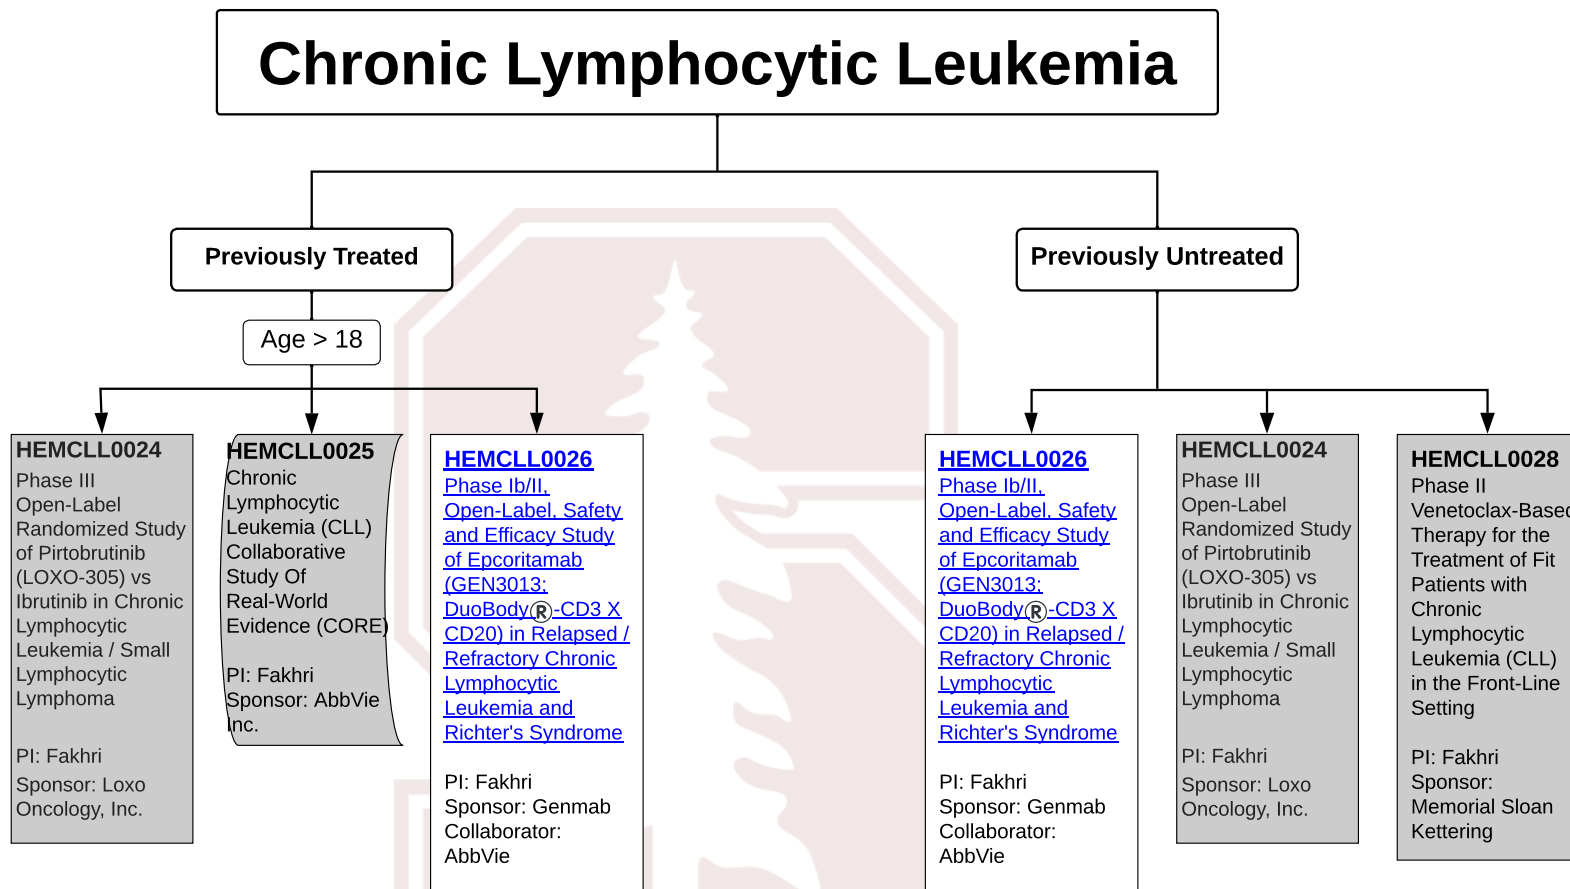 Chronic Lymphocytic Leukemia
Previously Treated
Previously Untreated
Age > 18
HEMCLL0024
Phase III
Open-Label
Randomized Study
of Pirtobrutinib
(LOXO-305) vs
Ibrutinib in Chronic
Lymphocytic
Leukemia / Small
Lymphocytic
Lymphoma
PI: Fakhri
Sponsor: Loxo
Oncology, Inc.
HEMCLL0025
Chronic
Lymphocytic
Leukemia (CLL)
Collaborative
Study Of
Real-World
Evidence (CORE)
PI: Fakhri
Sponsor: AbbVie
Inc.
HEMCLL0026
Phase Ib/II,
Open-Label, Safety
and Efficacy Study
of Epcoritamab
(GEN3013;
DuoBody®-CD3 X
CD20) in Relapsed /
Refractory Chronic
Lymphocytic
Leukemia and
Richter's Syndrome
PI: Fakhri
Sponsor: Genmab
Collaborator:
AbbVie
HEMCLL0026
Phase Ib/II,
Open-Label, Safety
and Efficacy Study
of Epcoritamab
(GEN3013;
DuoBody®-CD3 X
CD20) in Relapsed /
Refractory Chronic
Lymphocytic
Leukemia and
Richter's Syndrome
PI: Fakhri
Sponsor: Genmab
Collaborator:
AbbVie
HEMCLL0024
Phase III
Open-Label
Randomized Study
of Pirtobrutinib
(LOXO-305) vs
Ibrutinib in Chronic
Lymphocytic
Leukemia / Small
Lymphocytic
Lymphoma
PI: Fakhri
Sponsor: Loxo
Oncology, Inc.
HEMCLL0028
Phase II
Venetoclax-Based
Therapy for the
Treatment of Fit
Patients with
Chronic
Lymphocytic
Leukemia (CLL)
in the Front-Line
Setting
PI: Fakhri
Sponsor:
Memorial Sloan
Kettering